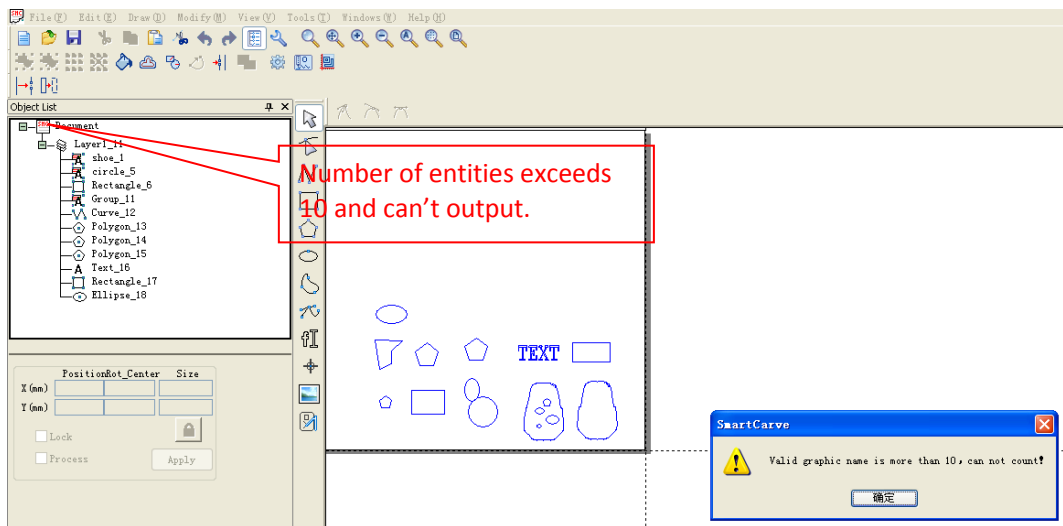 File(F) Edit(E) Draw(D) Modify(M) View(V) Tools(T) Windows(W) Help(H)
Object List
Document
Layer1_11
shoe_1
circle_5
Rectangle_6
Group_11
Curve_12
Polygon_13
Polygon_14
Polygon_15
A Text_16
Rectangle_17
Ellipse_18
Number of entities exceeds
10 and can’t output.
TEXT
Position Rot_Center Size
X(mm)
Y(mm)
Lock
Process
Apply
SmartCarve
Valid graphic name is more than 10, can not count!
确定